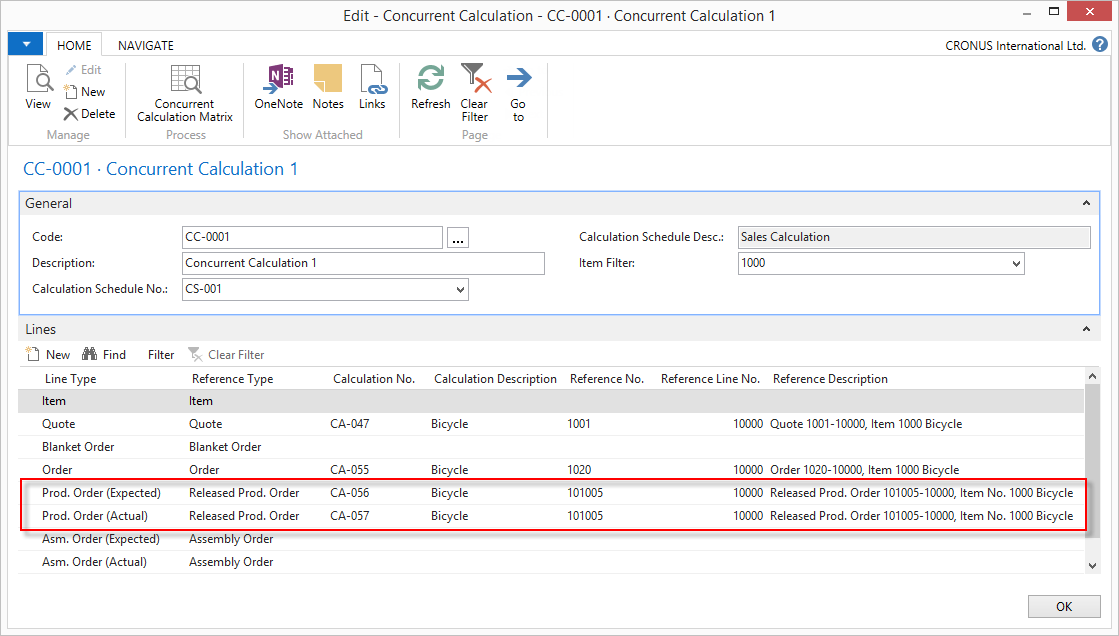 Edit - Concurrent Calculation - CC-0001 · Concurrent Calculation 1
HOME NAVIGATE CRONUS International Ltd. ?
View Edit New Delete Manage
Concurrent Calculation Matrix Process
OneNote Notes Links Show Attached
Refresh Clear Filter Go to Page
CC-0001 · Concurrent Calculation 1
General
Code: CC-0001 ... Calculation Schedule Desc.: Sales Calculation
Description: Concurrent Calculation 1 Item Filter: 1000
Calculation Schedule No.: CS-001
Lines
New Find Filter Clear Filter
Line Type Reference Type Calculation No. Calculation Description Reference No. Reference Line No. Reference Description
Item Item
Quote Quote CA-047 Bicycle 1001 10000 Quote 1001-10000, Item 1000 Bicycle
Blanket Order Blanket Order
Order Order CA-055 Bicycle 1020 10000 Order 1020-10000, Item 1000 Bicycle
Prod. Order (Expected) Released Prod. Order CA-056 Bicycle 101005 10000 Released Prod. Order 101005-10000, Item No. 1000 Bicycle
Prod. Order (Actual) Released Prod. Order CA-057 Bicycle 101005 10000 Released Prod. Order 101005-10000, Item No. 1000 Bicycle
Asm. Order (Expected) Assembly Order
Asm. Order (Actual) Assembly Order
OK